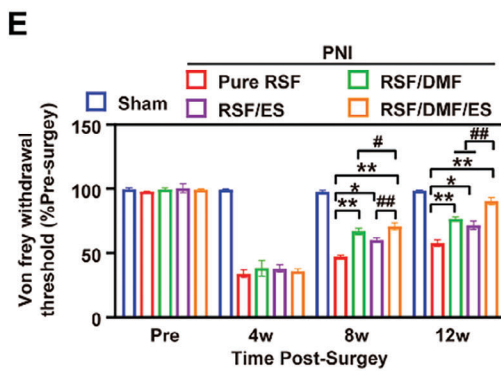 E
PNI
Sham
Pure RSF
RSF/DMF
RSF/ES
RSF/DMF/ES
Von frey withdrawal
threshold (%Pre-surgey)
150
100
50
0
#
**
*
**
##
##
**
*
**
Pre
4w
8w
12w
Time Post-Surgey